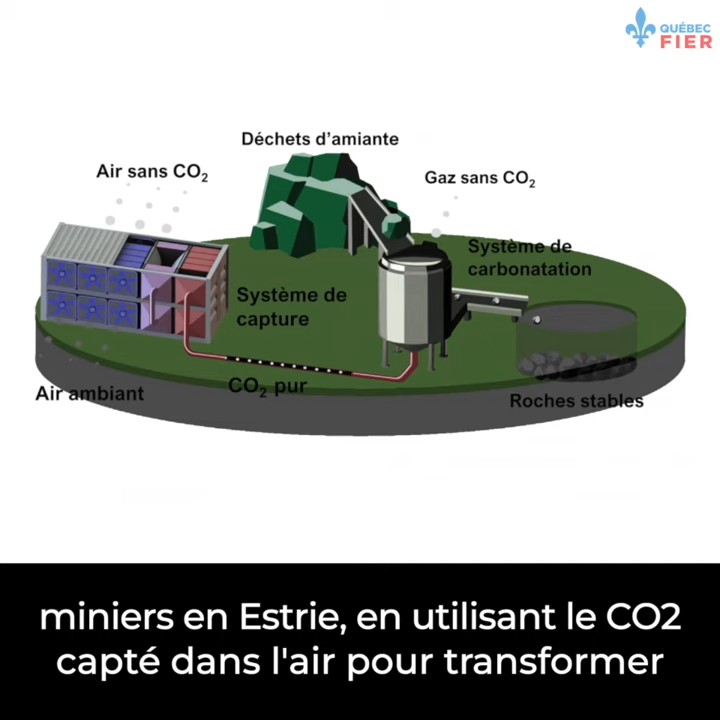 QUÉBEC
FIER
Déchets d'amiante
Air sans CO₂
Gaz sans CO₂
Système de
carbonatation
Système de
capture
Air ambiant
CO₂ pur
Roches stables
miniers en Estrie, en utilisant le CO2
capté dans l'air pour transformer